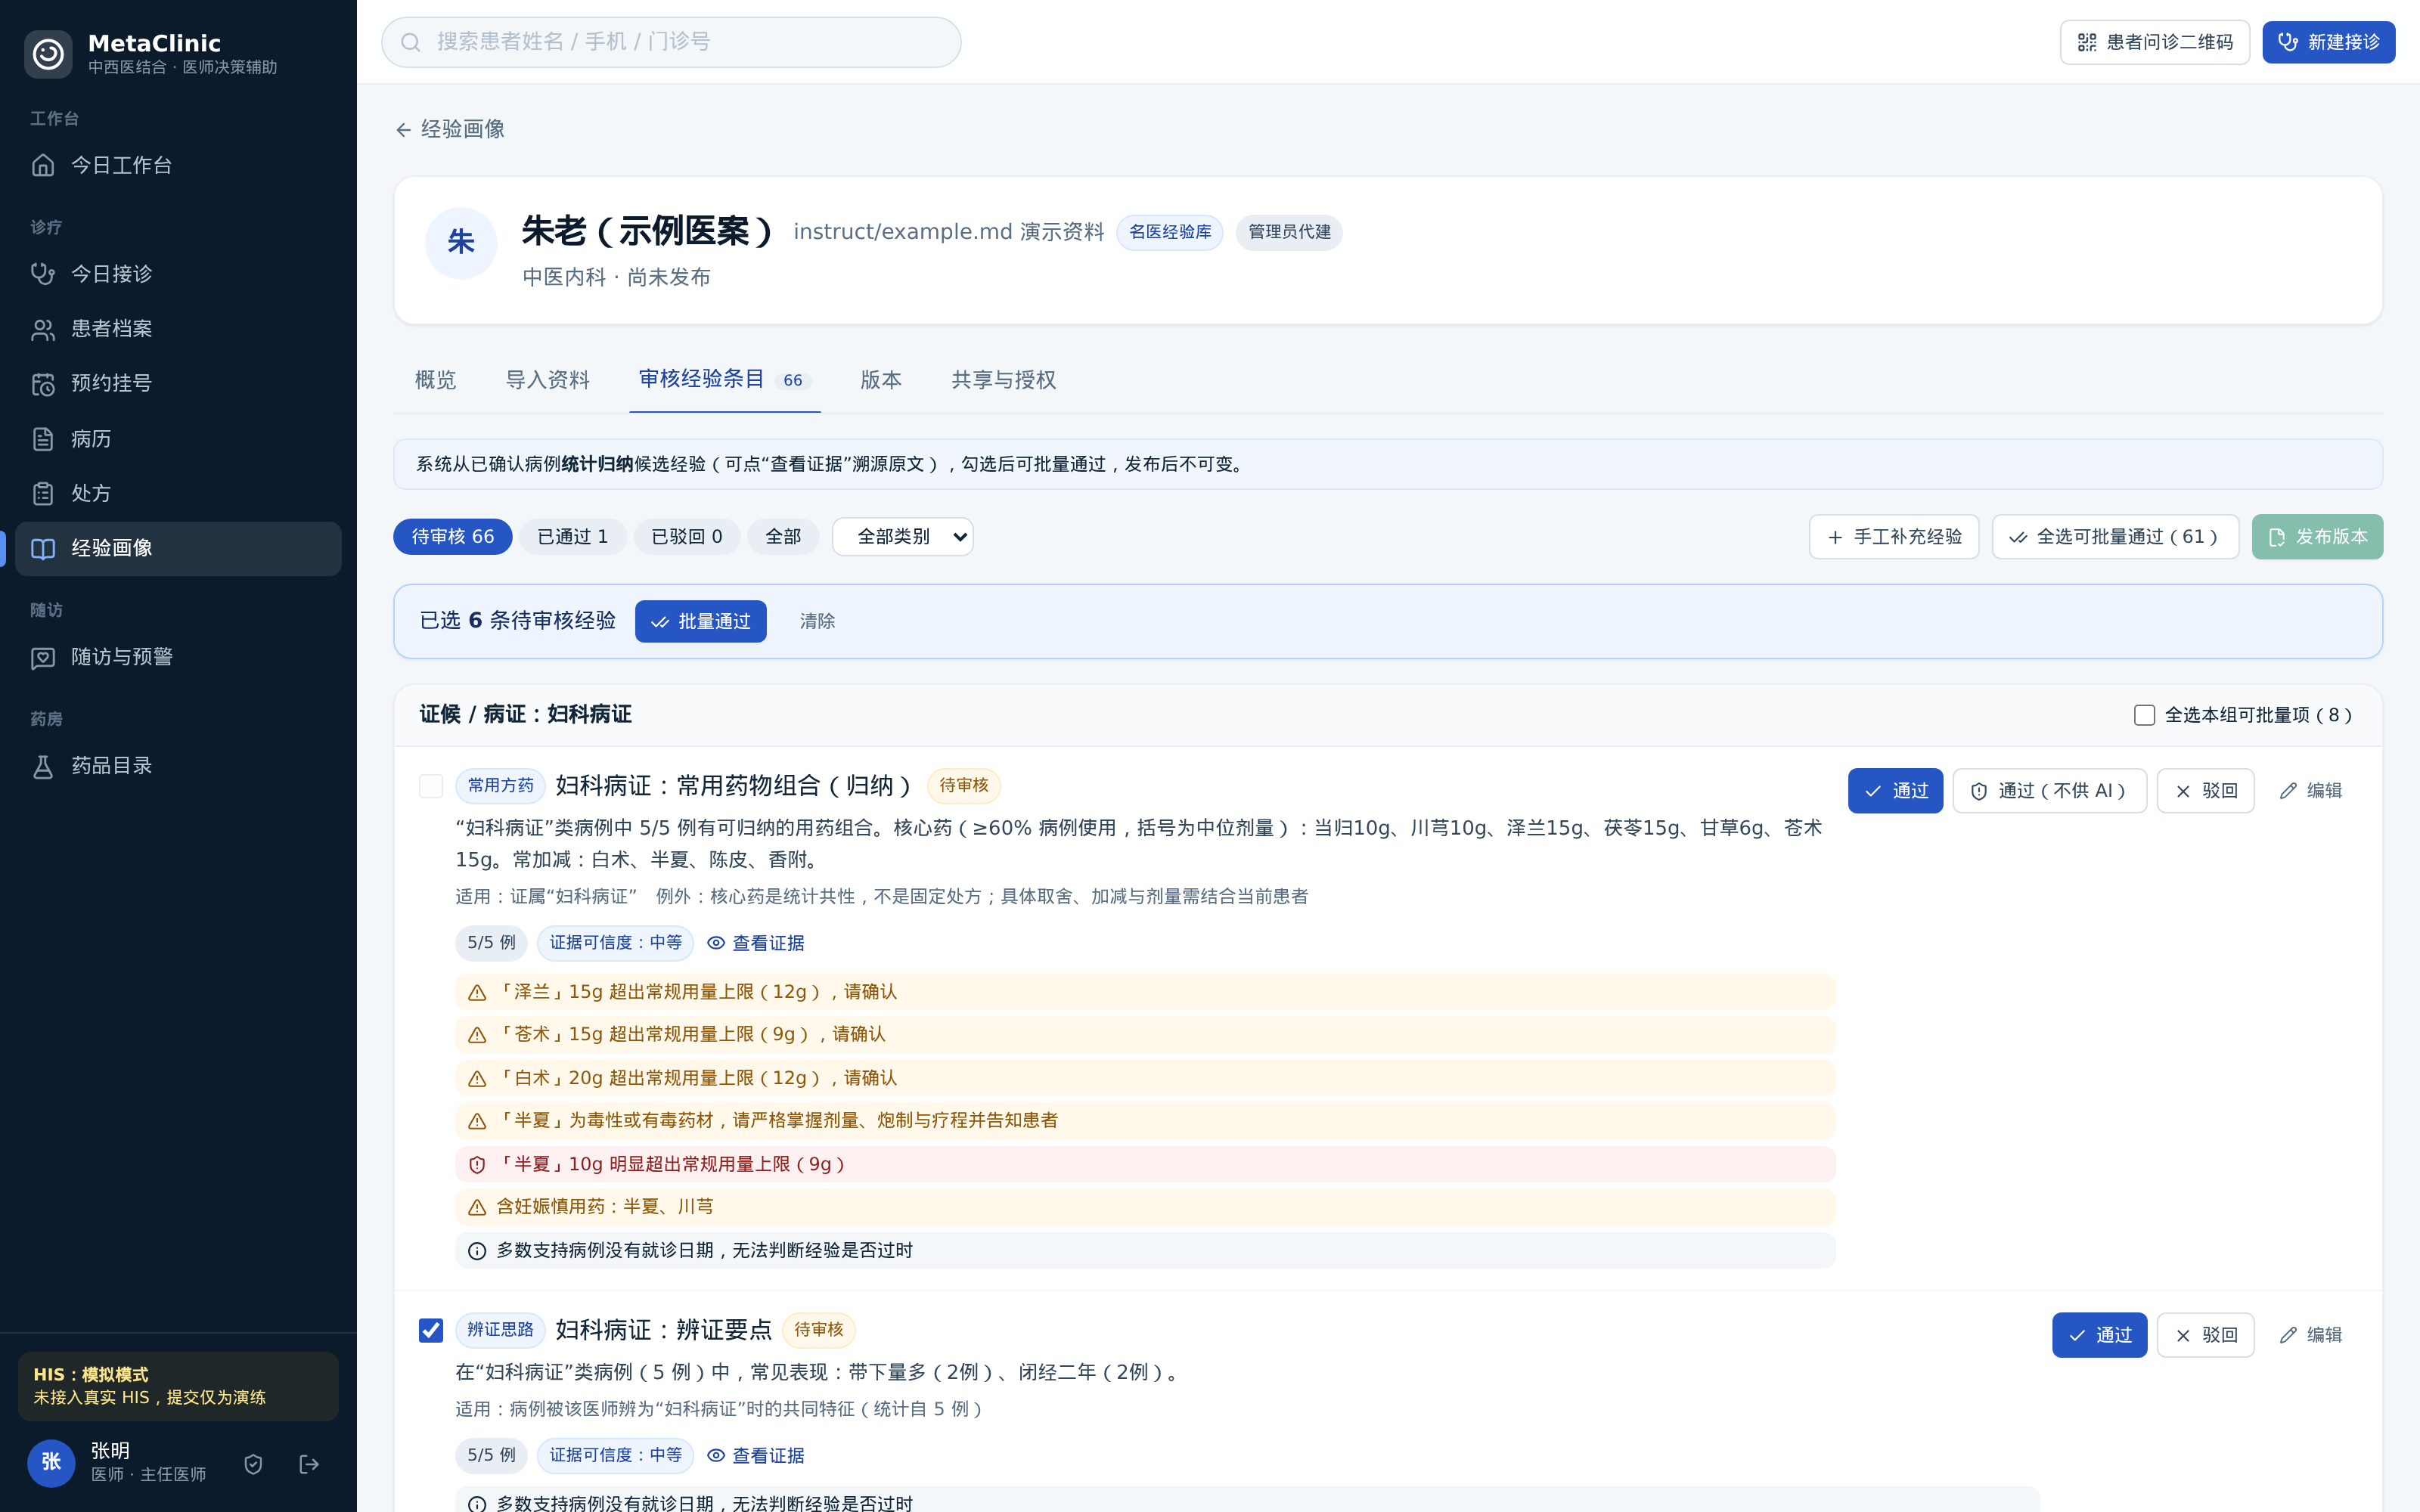 MetaClinic
中西医结合 · 医师决策辅助
工作台
今日工作台
诊疗
今日接诊
患者档案
预约挂号
病历
处方
经验画像
随访
随访与预警
药房
药品目录
HIS：模拟模式
未接入真实 HIS，提交仅为演练
张
张明
医师 · 主任医师
搜索患者姓名 / 手机 / 门诊号
患者问诊二维码
新建接诊
← 经验画像
朱
朱老（示例医案） instruct/example.md 演示资料 名医经验库 管理员代建
中医内科 · 尚未发布
概览 导入资料 审核经验条目 66 版本 共享与授权
系统从已确认病例统计归纳候选经验（可点“查看证据”溯源原文），勾选后可批量通过，发布后不可变。
待审核 66 已通过 1 已驳回 0 全部 全部类别 手工补充经验 全选可批量通过（61） 发布版本
已选 6 条待审核经验 批量通过 清除
证候 / 病证：妇科病证 全选本组可批量项（8）
常用方药 妇科病证：常用药物组合（归纳） 待审核 通过 通过（不供 AI） 驳回 编辑
“妇科病证”类病例中 5/5 例有可归纳的用药组合。核心药（≥60% 病例使用，括号为中位剂量）：当归10g、川芎10g、泽兰15g、茯苓15g、甘草6g、苍术
15g。常加减：白术、半夏、陈皮、香附。
适用：证属“妇科病证” 例外：核心药是统计共性，不是固定处方；具体取舍、加减与剂量需结合当前患者
5/5 例 证据可信度：中等 查看证据
「泽兰」15g 超出常规用量上限（12g），请确认
「苍术」15g 超出常规用量上限（9g），请确认
「白术」20g 超出常规用量上限（12g），请确认
「半夏」为毒性或有毒药材，请严格掌握剂量、炮制与疗程并告知患者
「半夏」10g 明显超出常规用量上限（9g）
含妊娠慎用药：半夏、川芎
多数支持病例没有就诊日期，无法判断经验是否过时
辨证思路 妇科病证：辨证要点 待审核 通过 驳回 编辑
在“妇科病证”类病例（5 例）中，常见表现：带下量多（2例）、闭经二年（2例）。
适用：病例被该医师辨为“妇科病证”时的共同特征（统计自 5 例）
5/5 例 证据可信度：中等 查看证据
多数支持病例没有就诊日期，无法判断经验是否过时